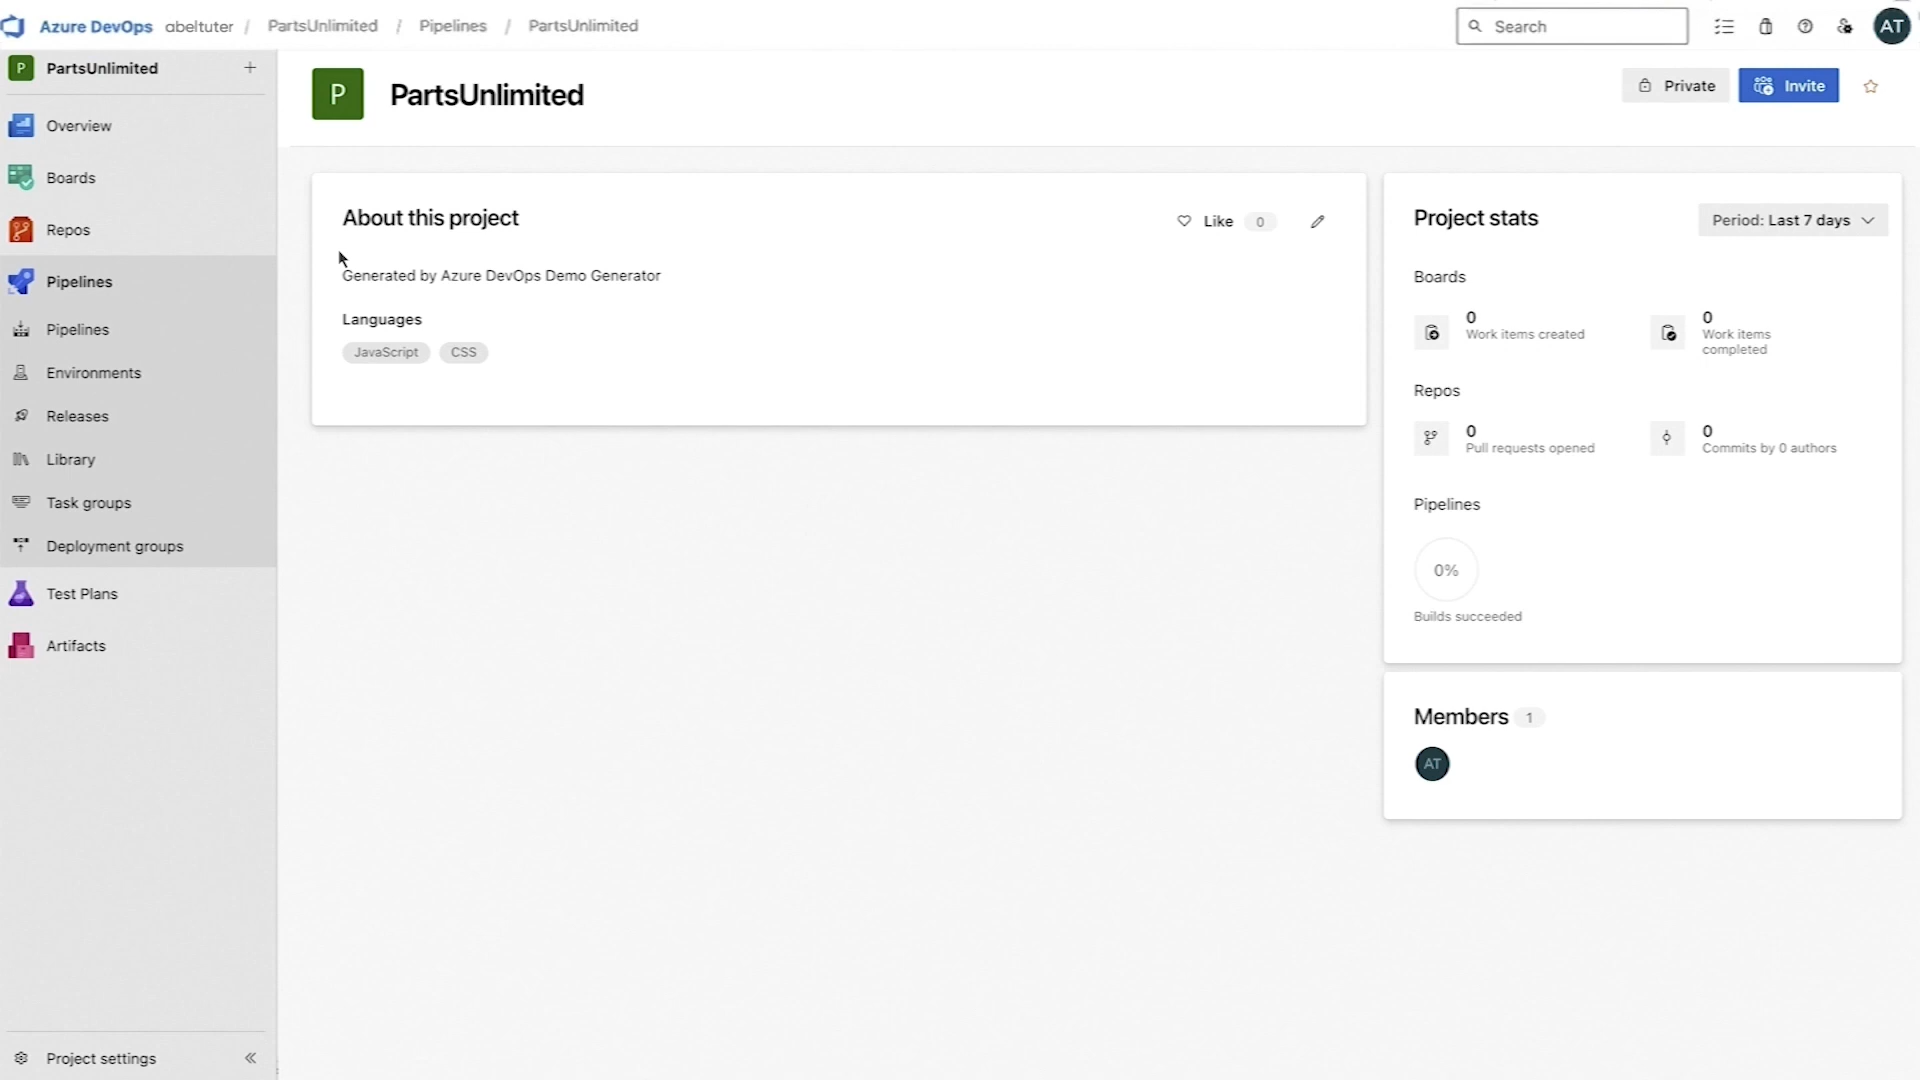 Azure DevOps abeltuter / PartsUnlimited / Pipelines / PartsUnlimited
Search
AT
P PartsUnlimited +
Overview
Boards
Repos
Pipelines
Pipelines
Environments
Releases
Library
Task groups
Deployment groups
Test Plans
Artifacts
Project settings
P PartsUnlimited
Private
Invite
About this project
Like 0
Generated by Azure DevOps Demo Generator
Languages
JavaScript CSS
Project stats
Period: Last 7 days
Boards
0
Work items created
0
Work items
completed
Repos
0
Pull requests opened
0
Commits by 0 authors
Pipelines
0%
Builds succeeded
Members 1
AT